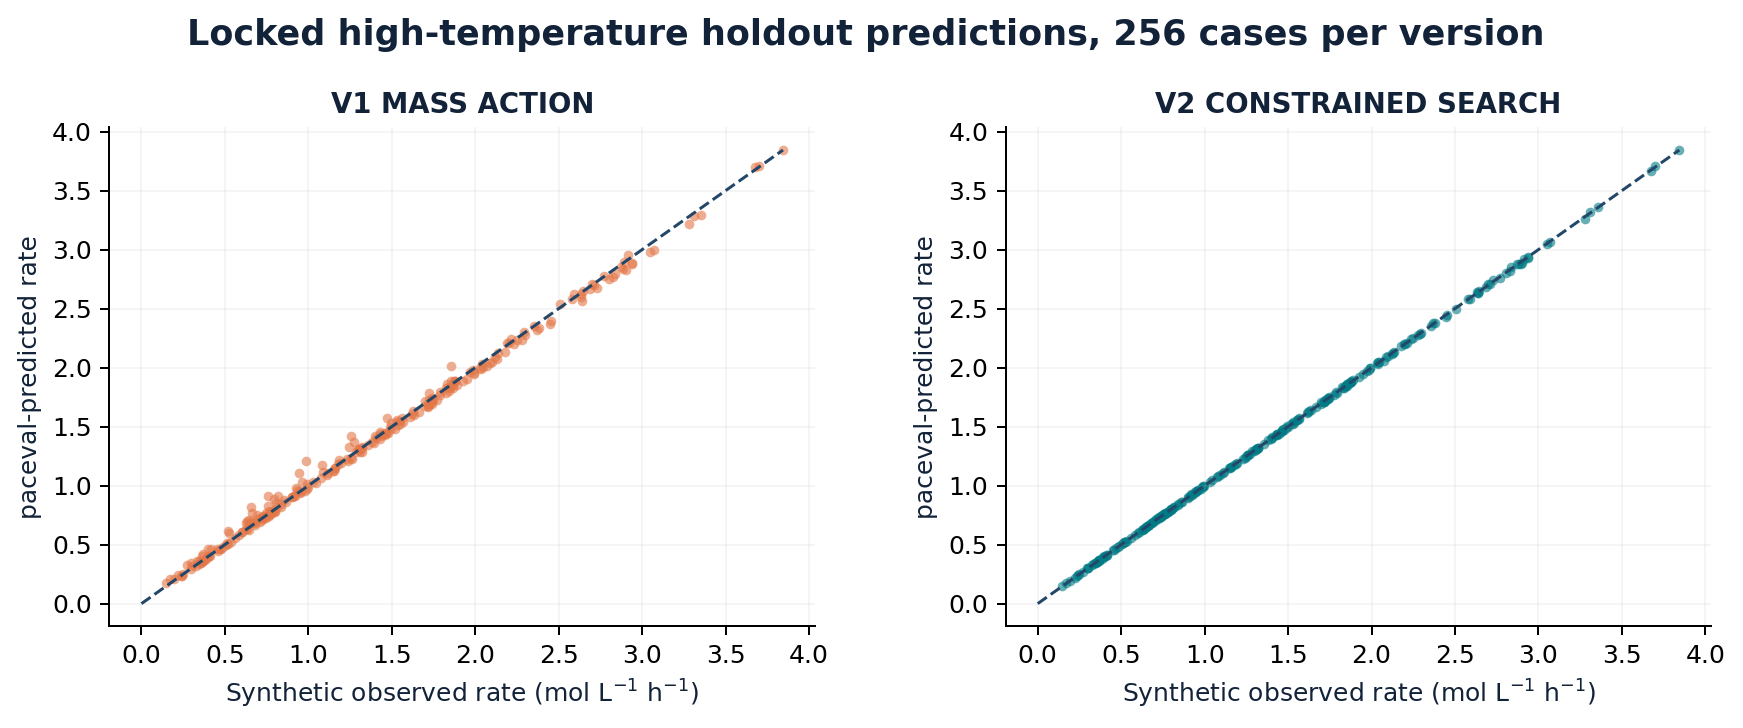 Locked high-temperature holdout predictions, 256 cases per version
V1 MASS ACTION
4.0
3.5
3.0
2.5
2.0
1.5
1.0
0.5
0.0
paceval-predicted rate
0.0 0.5 1.0 1.5 2.0 2.5 3.0 3.5 4.0
Synthetic observed rate (mol L⁻¹ h⁻¹)
V2 CONSTRAINED SEARCH
4.0
3.5
3.0
2.5
2.0
1.5
1.0
0.5
0.0
paceval-predicted rate
0.0 0.5 1.0 1.5 2.0 2.5 3.0 3.5 4.0
Synthetic observed rate (mol L⁻¹ h⁻¹)